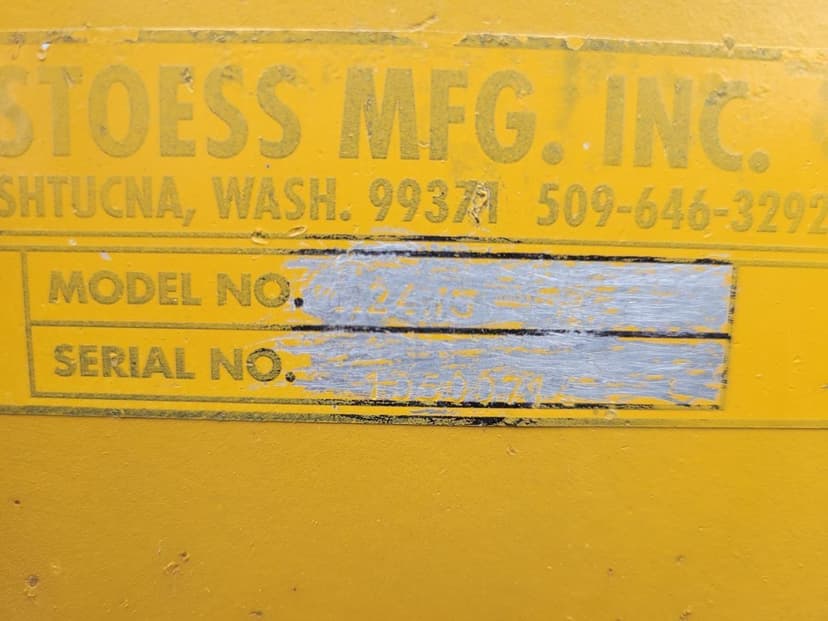 STOESS MFG. INC.
SHTUCNA, WASH. 99371 509-646-3292
MODEL NO.
SERIAL NO.